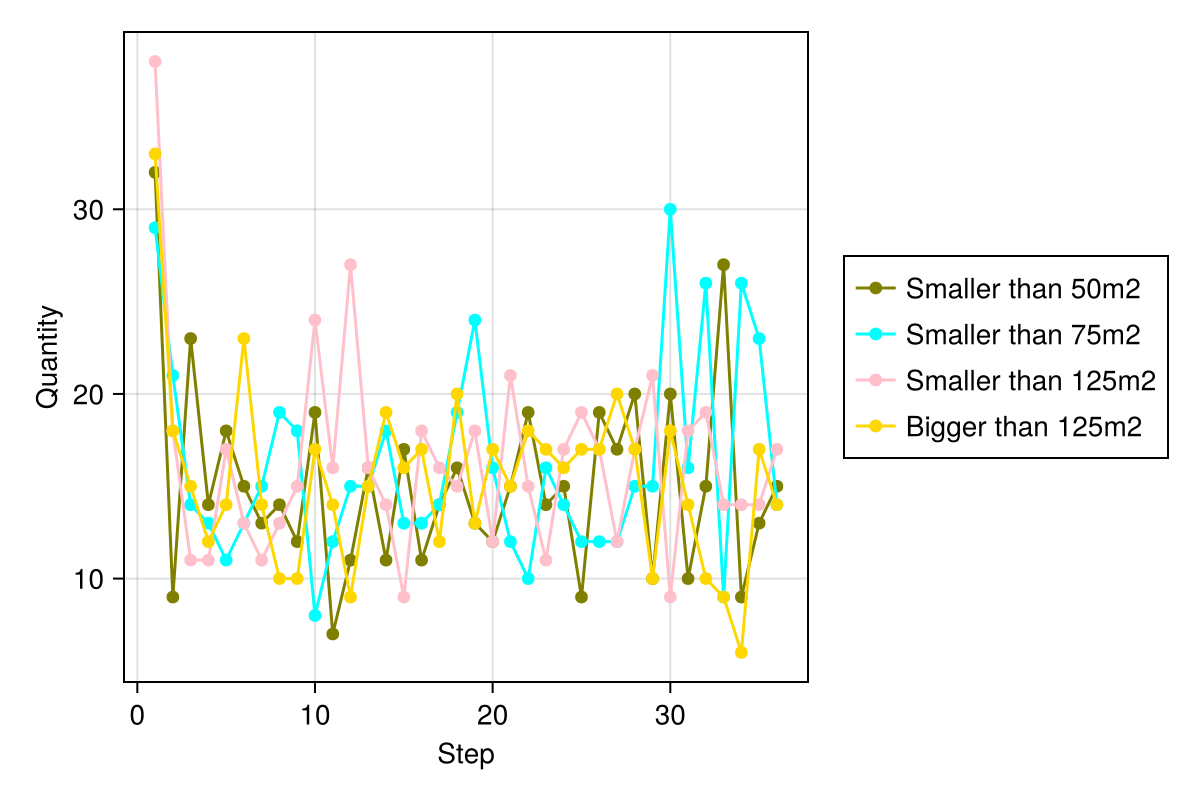 30
20
10
Quantity
0 10 20 30
Step
Smaller than 50m2
Smaller than 75m2
Smaller than 125m2
Bigger than 125m2